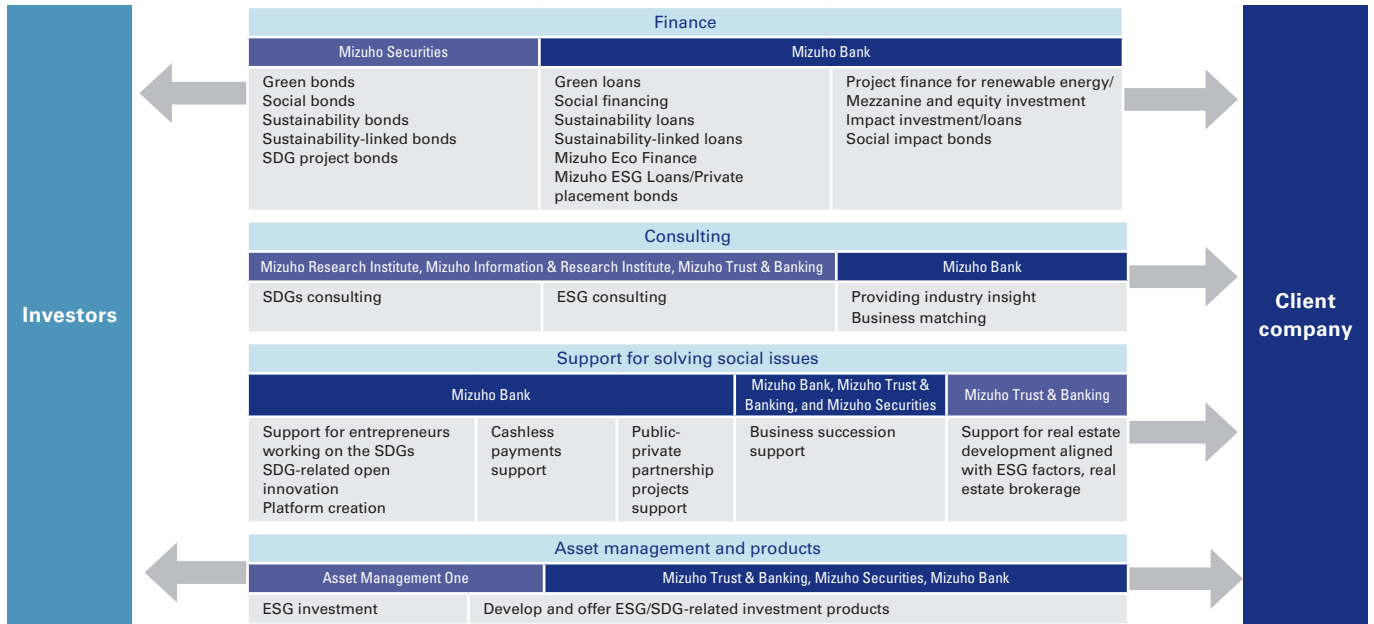 Investors
Finance
Mizuho Securities
Mizuho Bank
Green bonds
Social bonds
Sustainability bonds
Sustainability-linked bonds
SDG project bonds
Green loans
Social financing
Sustainability loans
Sustainability-linked loans
Mizuho Eco Finance
Mizuho ESG Loans/Private
placement bonds
Project finance for renewable energy/
Mezzanine and equity investment
Impact investment/loans
Social impact bonds
Consulting
Mizuho Research Institute, Mizuho Information & Research Institute, Mizuho Trust & Banking
Mizuho Bank
SDGs consulting
ESG consulting
Providing industry insight
Business matching
Support for solving social issues
Mizuho Bank
Mizuho Bank, Mizuho Trust &
Banking, and Mizuho Securities
Mizuho Trust & Banking
Support for entrepreneurs
working on the SDGs
SDG-related open
innovation
Platform creation
Cashless
payments
support
Public-
private
partnership
projects
support
Business succession
support
Support for real estate
development aligned
with ESG factors, real
estate brokerage
Asset management and products
Asset Management One
Mizuho Trust & Banking, Mizuho Securities, Mizuho Bank
ESG investment
Develop and offer ESG/SDG-related investment products
Client
company